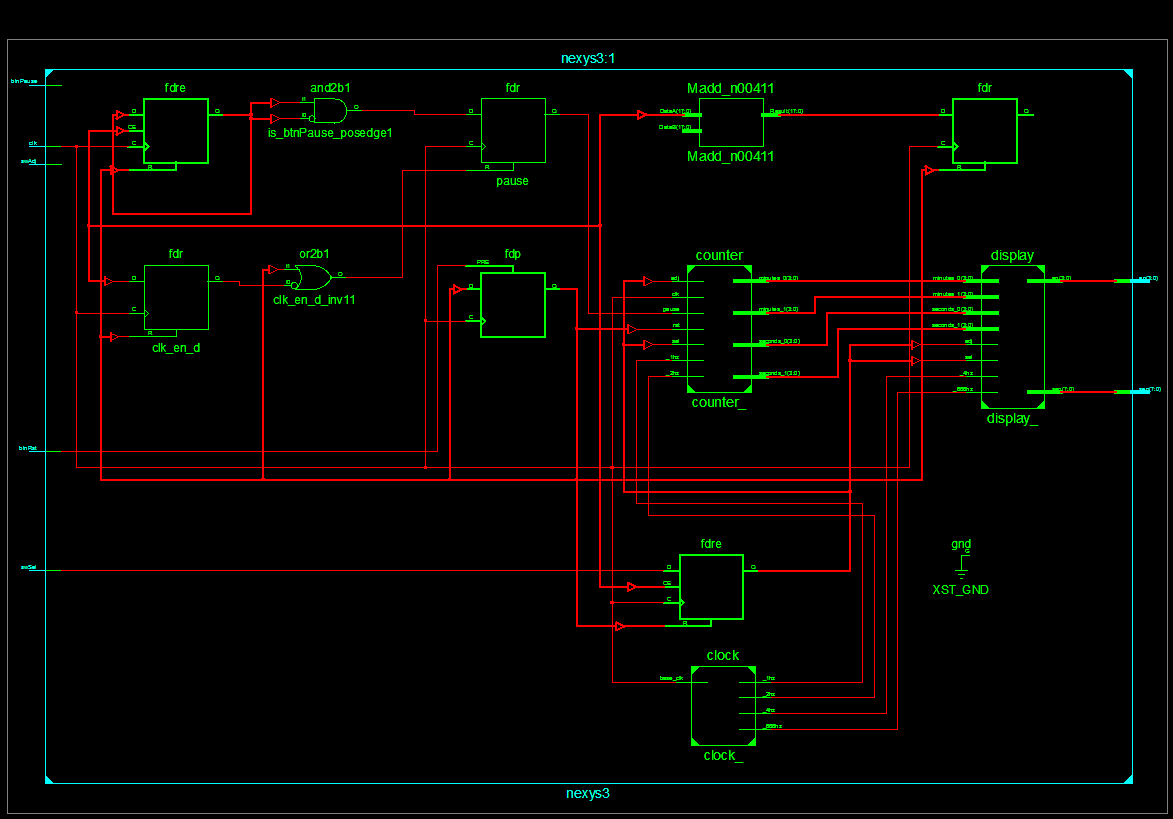 nexys3:1
btnPause
fdre
and2b1
fdr
Madd_n00411
fdr
D
Q
I1
O
D
Q
DataA(17:0)
Result(17:0)
D
Q
CE
I0
DataB(17:0)
is_btnPause_posedge1
clk
C
C
C
Madd_n00411
swAdj
R
R
R
pause
fdr
or2b1
fdp
counter
display
I1
PRE
D
Q
O
adj
minutes_0(3:0)
minutes_0(3:0)
an(3:0)
an(3:0)
I0
D
Q
clk
minutes_1(3:0)
clk_en_d_inv11
C
pause
minutes_1(3:0)
seconds_0(3:0)
C
rst
seconds_1(3:0)
R
clk_en_d
sel
seconds_0(3:0)
adj
_1hz
sel
_2hz
seconds_1(3:0)
_4hz
seg(7:0)
seg(7:0)
counter_
display_
btnRst
fdre
gnd
G
swSel
D
Q
CE
XST_GND
C
R
clock
base_clk
_1hz
_2hz
_4hz
clock_
nexys3